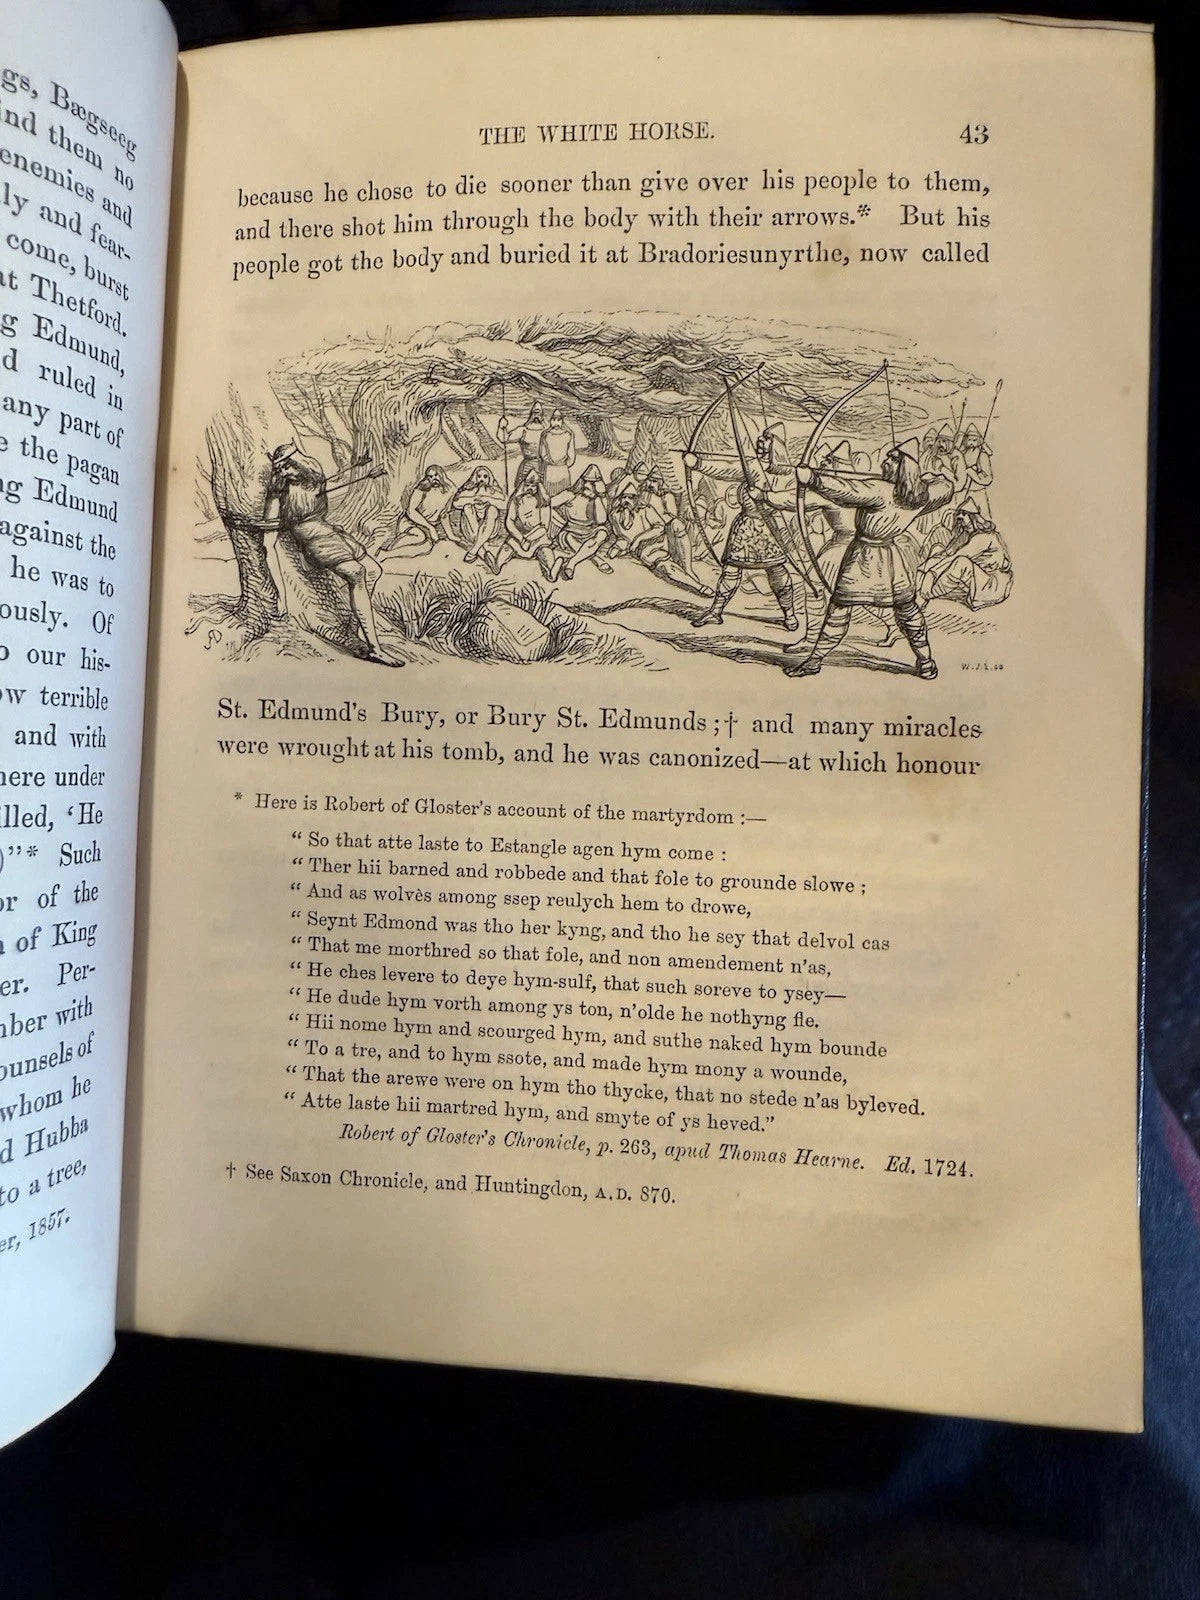 gs, Bægseeg
ind them no
enemies and
ly and fear-
come, burst
at Thetford.
g Edmund,
d ruled in
any part of
e the pagan
ng Edmund
against the
he was to
ously. Of
o our his-
ow terrible
and with
here under
illed, ‘He
)”* Such
or of the
n of King
er. Per-
mber with
ounsels of
whom he
d Hubba
to a tree,
er, 1857.
THE WHITE HORSE. 43
because he chose to die sooner than give over his people to them,
and there shot him through the body with their arrows.* But his
people got the body and buried it at Bradoriesunyrthe, now called
St. Edmund's Bury, or Bury St. Edmunds;† and many miracles
were wrought at his tomb, and he was canonized—at which honour
* Here is Robert of Gloster's account of the martyrdom :—
“ So that atte laste to Estangle agen hym come :
“ Ther hii barned and robbede and that fole to grounde slowe ;
“ And as wolvès among ssep reulych hem to drowe,
“ Seynt Edmond was tho her kyng, and tho he sey that delvol cas
“ That me morthred so that fole, and non amendement n'as,
“ He ches levere to deye hym-sulf, that such soreve to ysey—
“ He dude hym vorth among ys ton, n'olde he nothyng fle.
“ Hii nome hym and scourged hym, and suthe naked hym bounde
“ To a tre, and to hym ssote, and made hym mony a wounde,
“ That the arewe were on hym tho thycke, that no stede n'as byleved.
“ Atte laste hii martred hym, and smyte of ys heved.”
Robert of Gloster's Chronicle, p. 263, apud Thomas Hearne. Ed. 1724.
† See Saxon Chronicle, and Huntingdon, A.D. 870.